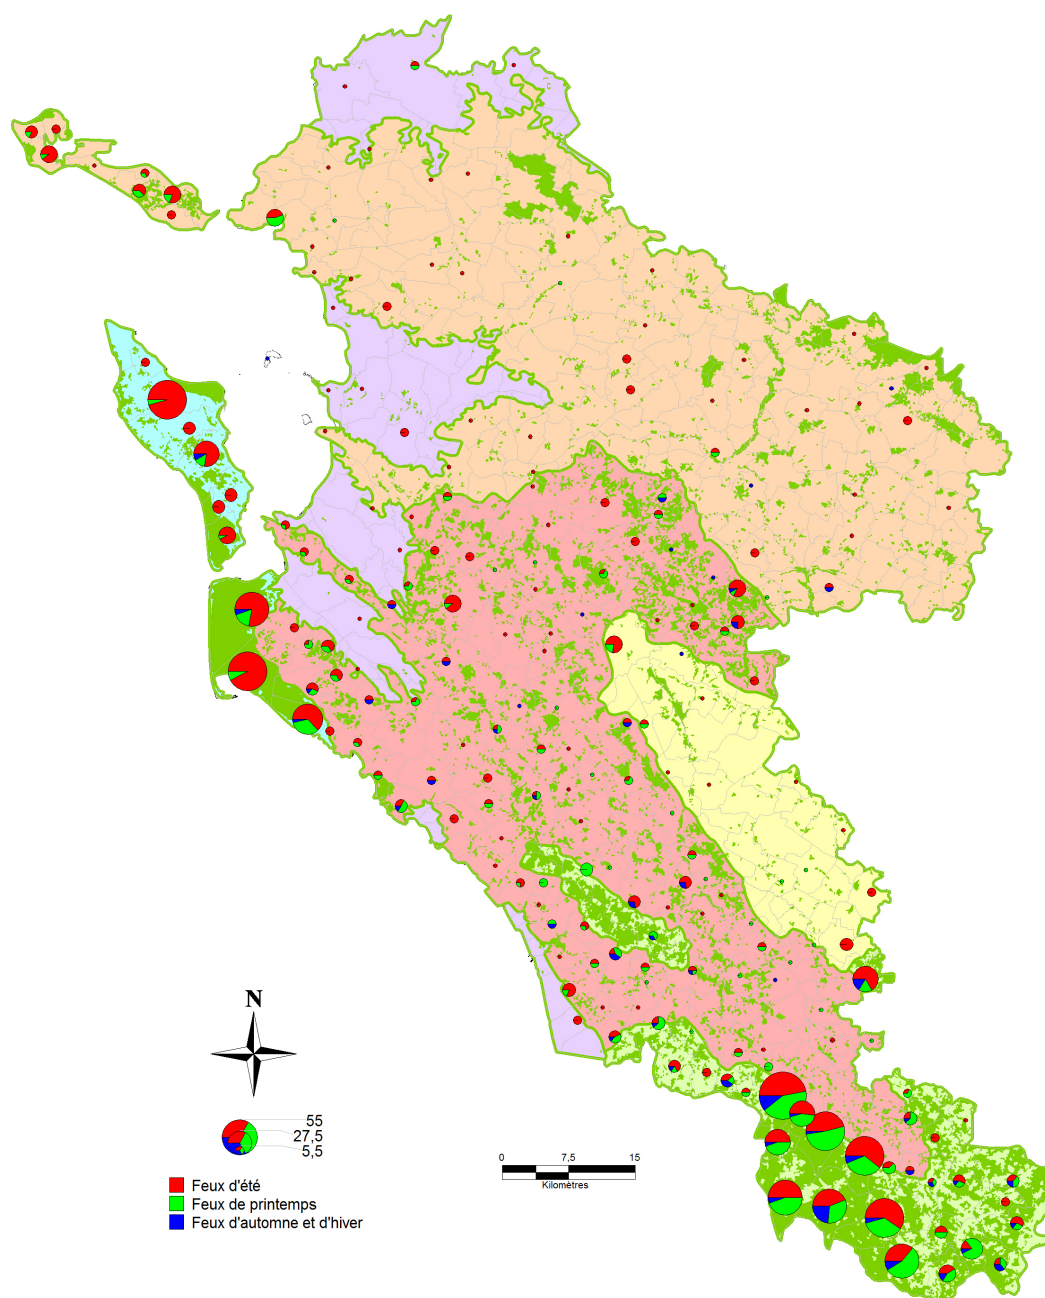 N
55
27,5
5,5
0 7,5 15
Kilomètres
Feux d'été
Feux de printemps
Feux d'automne et d'hiver